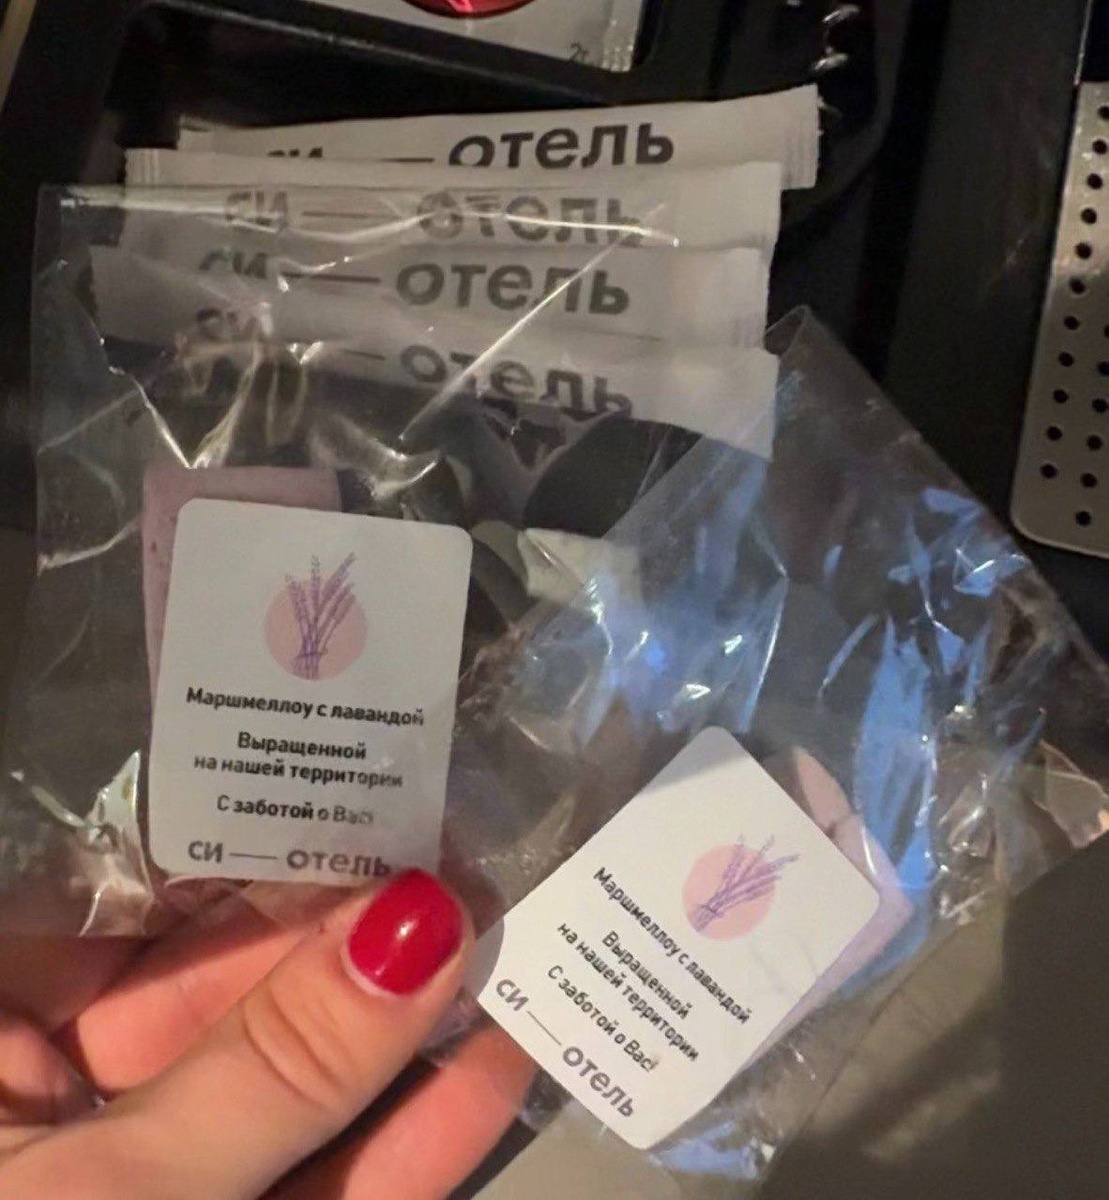 2г
си — отель
си — отель
си — отель
си — отель
Маршмеллоу с лавандой
Выращенной
на нашей территории
С заботой о Вас!
си — отель
Маршмеллоу с лавандой
Выращенной
на нашей территории
С заботой о Вас!
си — отель